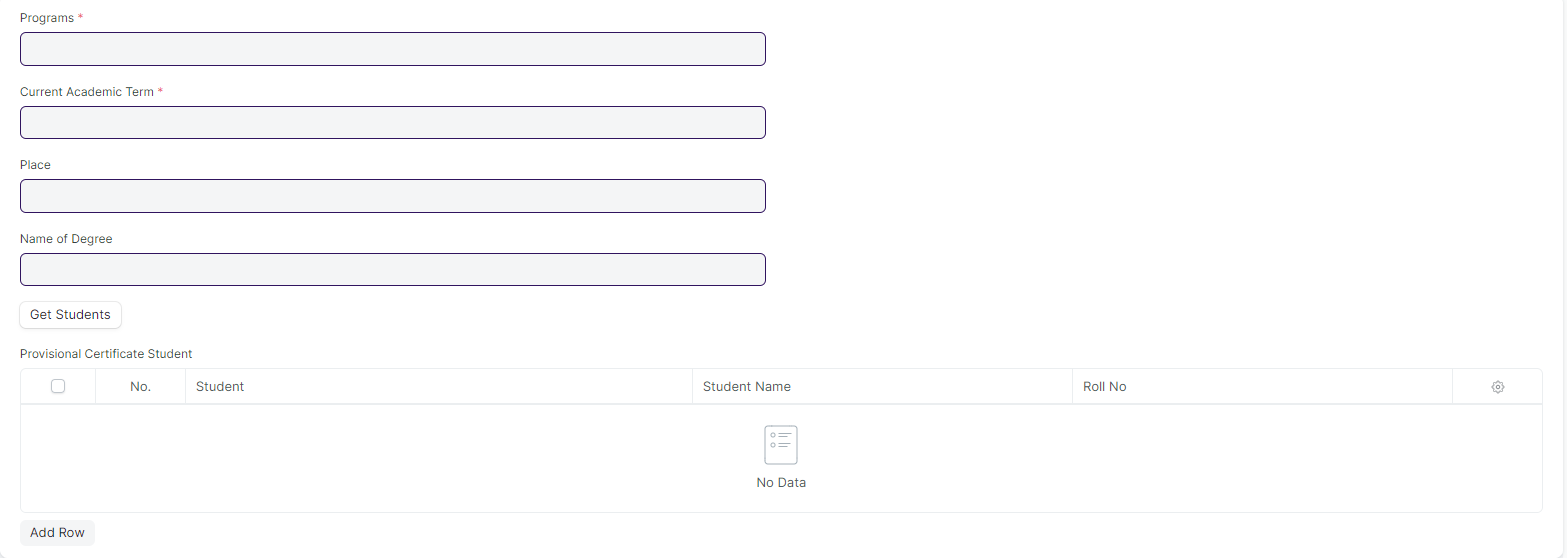 Programs *
Current Academic Term *
Place
Name of Degree
Get Students
Provisional Certificate Student
No. Student Student Name Roll No
No Data
Add Row